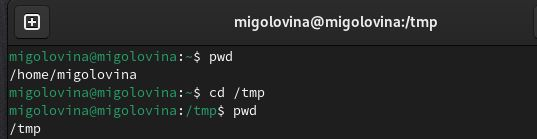 migolovina@migolovina:/tmp
migolovina@migolovina:~$ pwd
/home/migolovina
migolovina@migolovina:~$ cd /tmp
migolovina@migolovina:/tmp$ pwd
/tmp